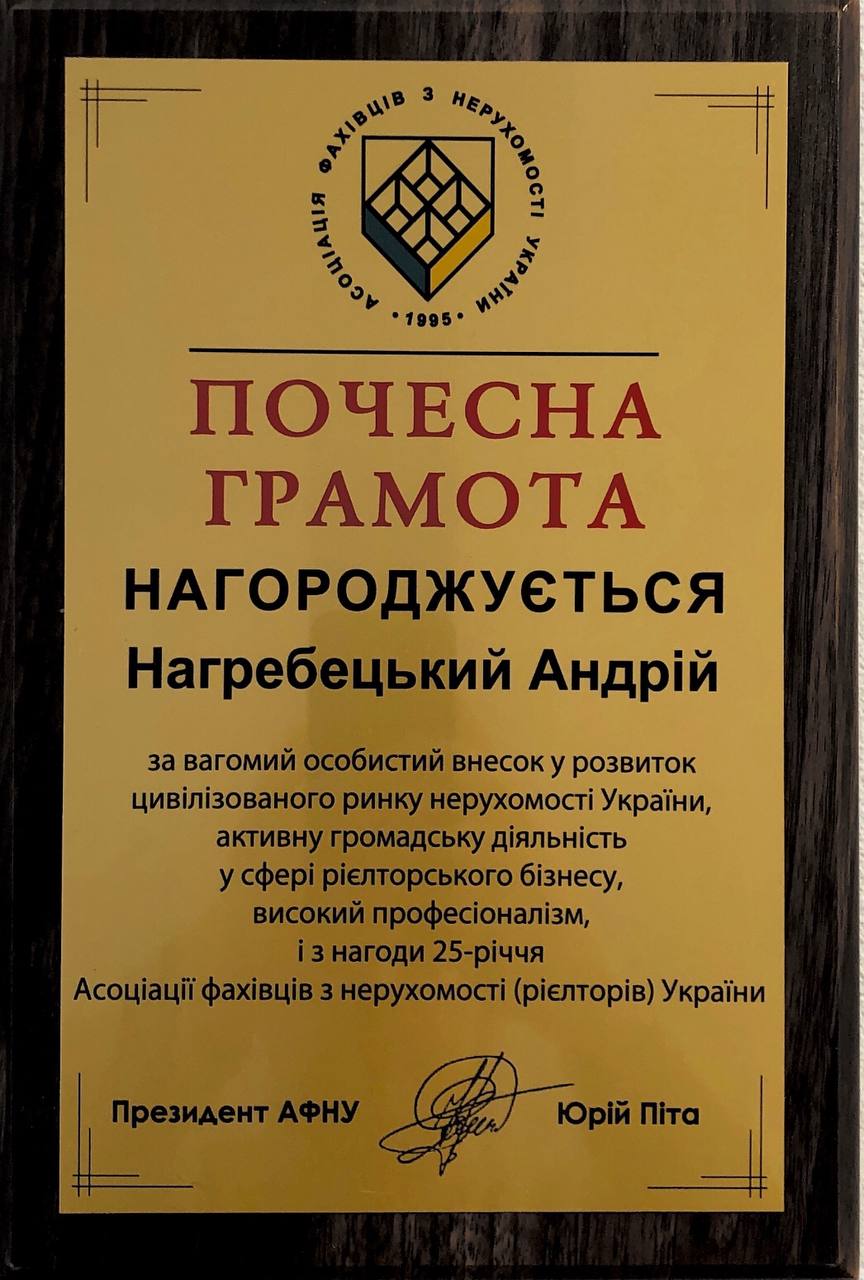 АСОЦІАЦІЯ ФАХІВЦІВ З НЕРУХОМОСТІ УКРАЇНИ
• 1995 •
ПОЧЕСНА
ГРАМОТА
НАГОРОДЖУЄТЬСЯ
Нагребецький Андрій
за вагомий особистий внесок у розвиток
цивілізованого ринку нерухомості України,
активну громадську діяльність
у сфері рієлторського бізнесу,
високий професіоналізм,
і з нагоди 25-річчя
Асоціації фахівців з нерухомості (рієлторів) України
Президент АФНУ Юрій Піта